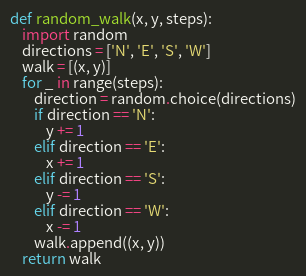 def random_walk(x, y, steps):
    import random
    directions = ['N', 'E', 'S', 'W']
    walk = [(x, y)]
    for _ in range(steps):
        direction = random.choice(directions)
        if direction == 'N':
            y += 1
        elif direction == 'E':
            x += 1
        elif direction == 'S':
            y -= 1
        elif direction == 'W':
            x -= 1
        walk.append((x, y))
    return walk